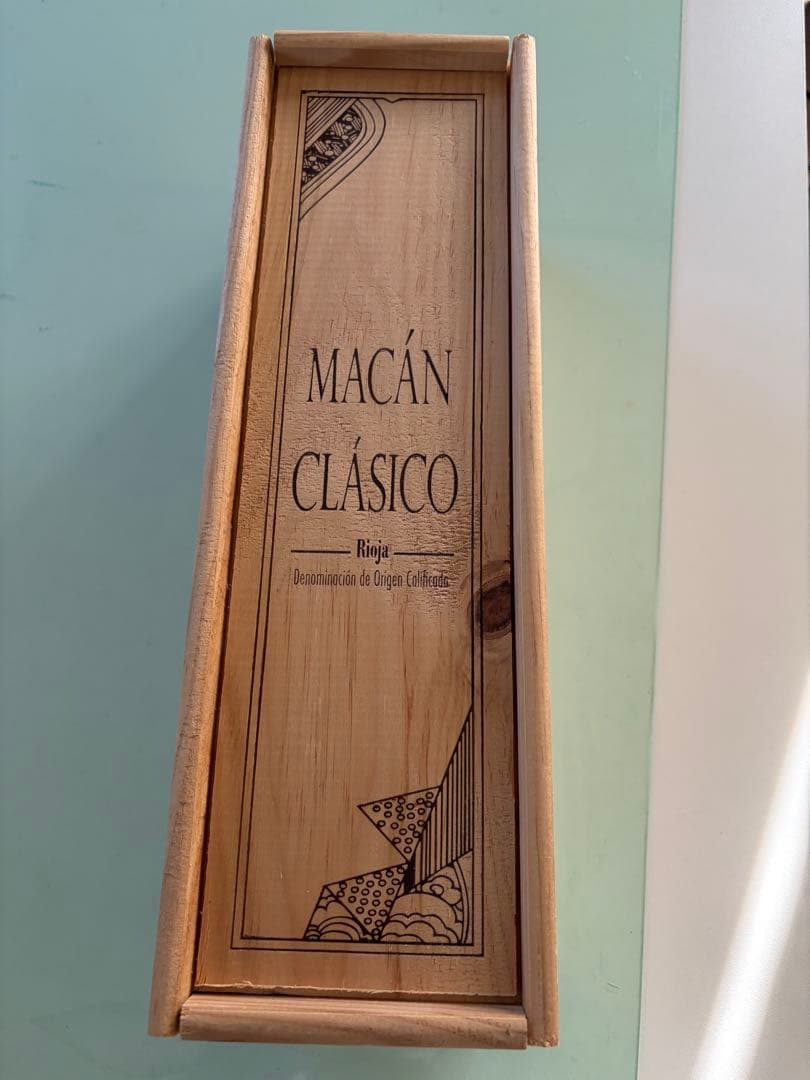 MACÁN
CLÁSICO
Rioja
Denominación de Origen Calificada